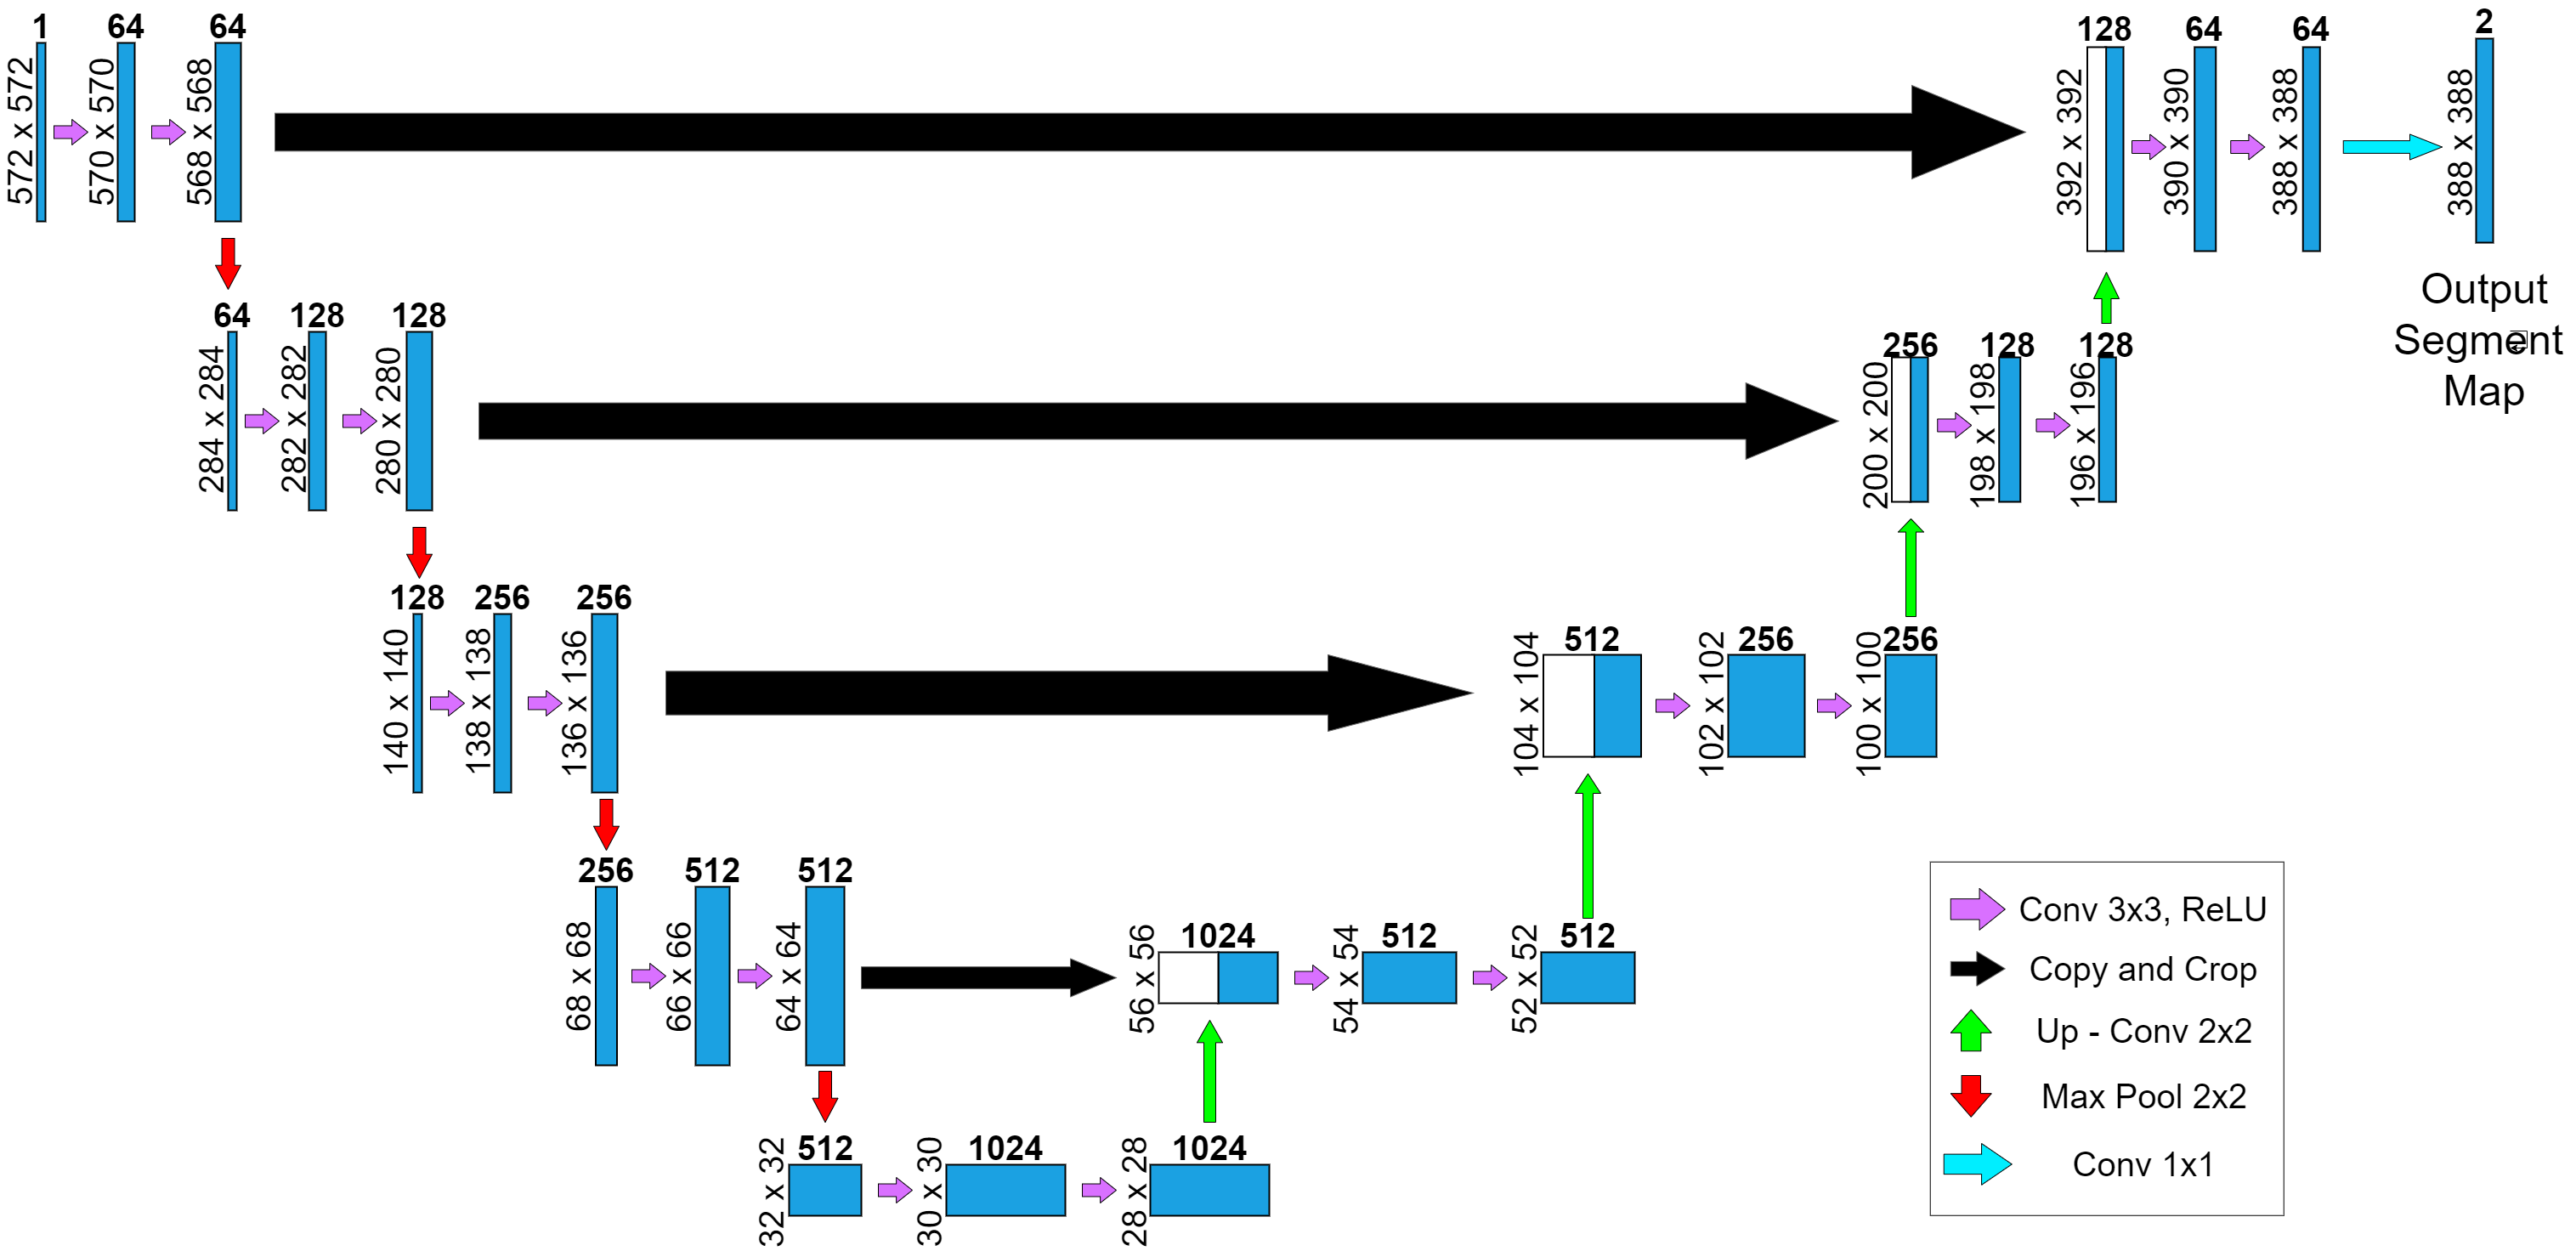 1
64
64
572 x 572
570 x 570
568 x 568
128
64
64
2
392 x 392
390 x 390
388 x 388
388 x 388
Output
Segment
Map
64
128
128
284 x 284
282 x 282
280 x 280
256
128
128
200 x 200
198 x 198
196 x 196
128
256
256
140 x 140
138 x 138
136 x 136
512
256
256
104 x 104
102 x 102
100 x 100
256
512
512
68 x 68
66 x 66
64 x 64
1024
512
512
56 x 56
54 x 54
52 x 52
512
1024
1024
32 x 32
30 x 30
28 x 28
Conv 3x3, ReLU
Copy and Crop
Up - Conv 2x2
Max Pool 2x2
Conv 1x1